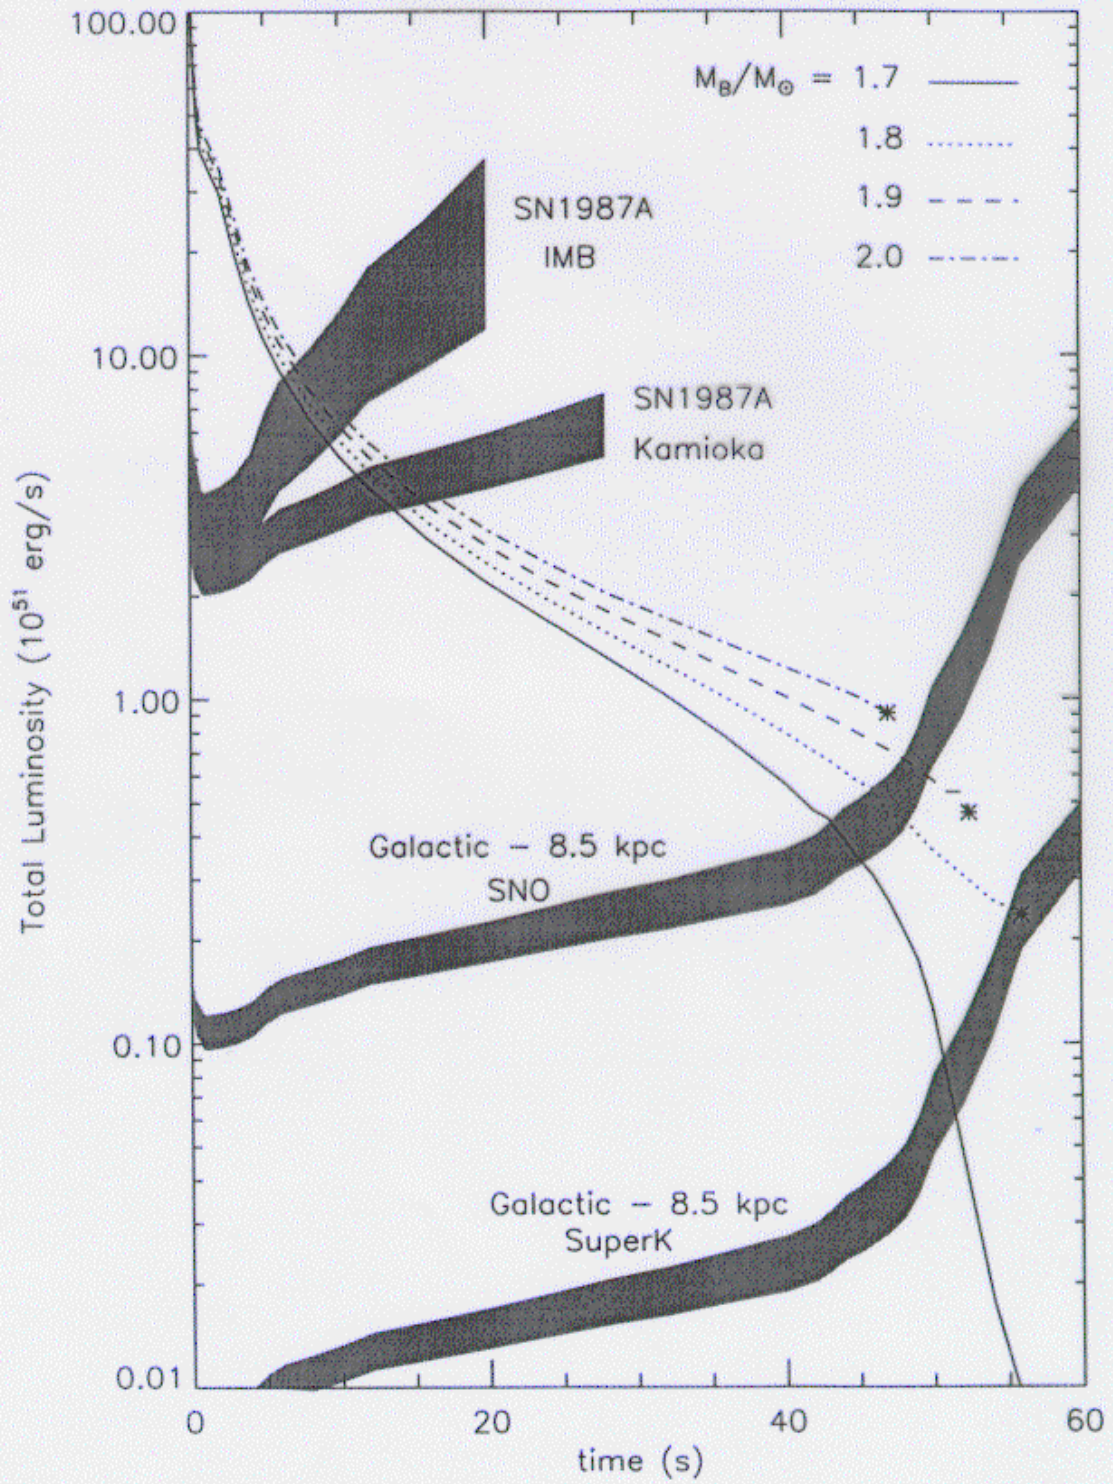 100.00
M_B/M_⊙ = 1.7
1.8
1.9
2.0
SN1987A
IMB
10.00
SN1987A
Kamioka
Total Luminosity (10^51 erg/s)
1.00
Galactic – 8.5 kpc
SNO
0.10
Galactic – 8.5 kpc
SuperK
0.01
0 20 40 60
time (s)